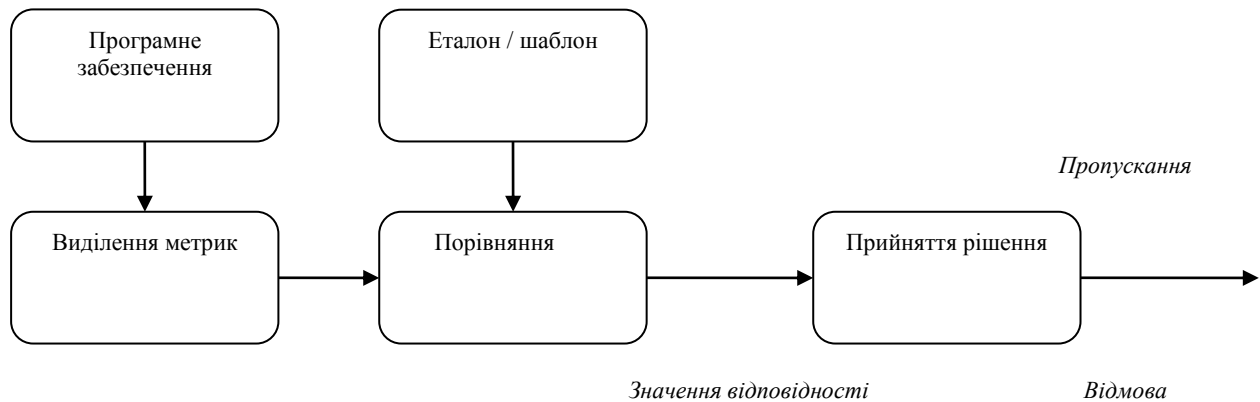 Програмне
забезпечення
Еталон / шаблон
Пропускання
Виділення метрик
Порівняння
Прийняття рішення
Значення відповідності
Відмова